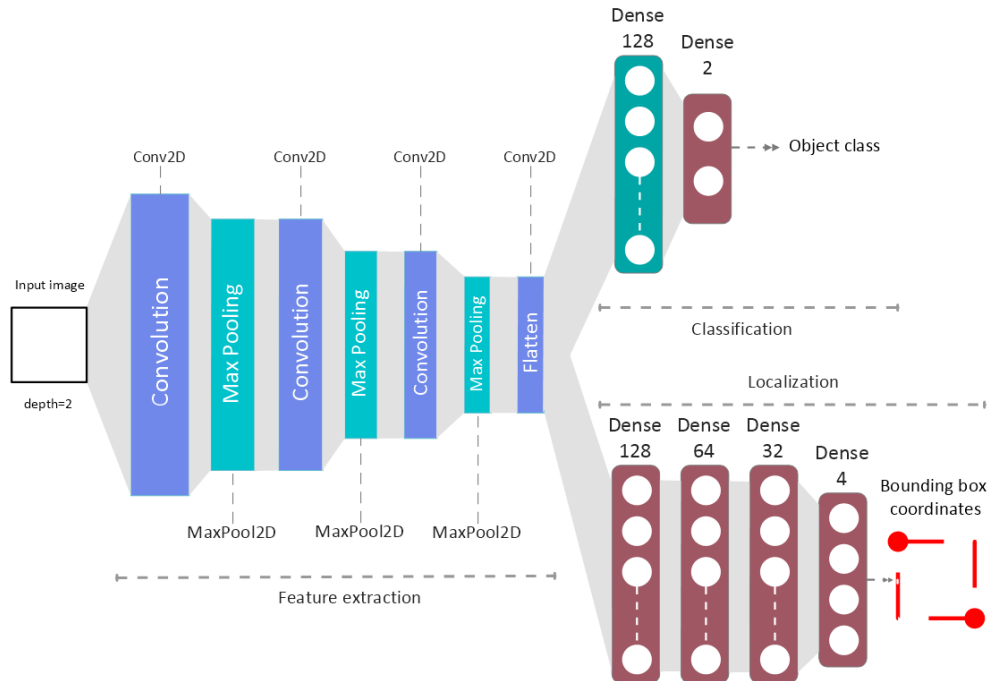 Dense
128
Dense
2
Object class
Conv2D
Conv2D
Conv2D
Conv2D
Input image
depth=2
Convolution
Max Pooling
Convolution
Max Pooling
Convolution
Max Pooling
Flatten
MaxPool2D
MaxPool2D
MaxPool2D
Feature extraction
Classification
Localization
Dense
128
Dense
64
Dense
32
Dense
4
Bounding box
coordinates